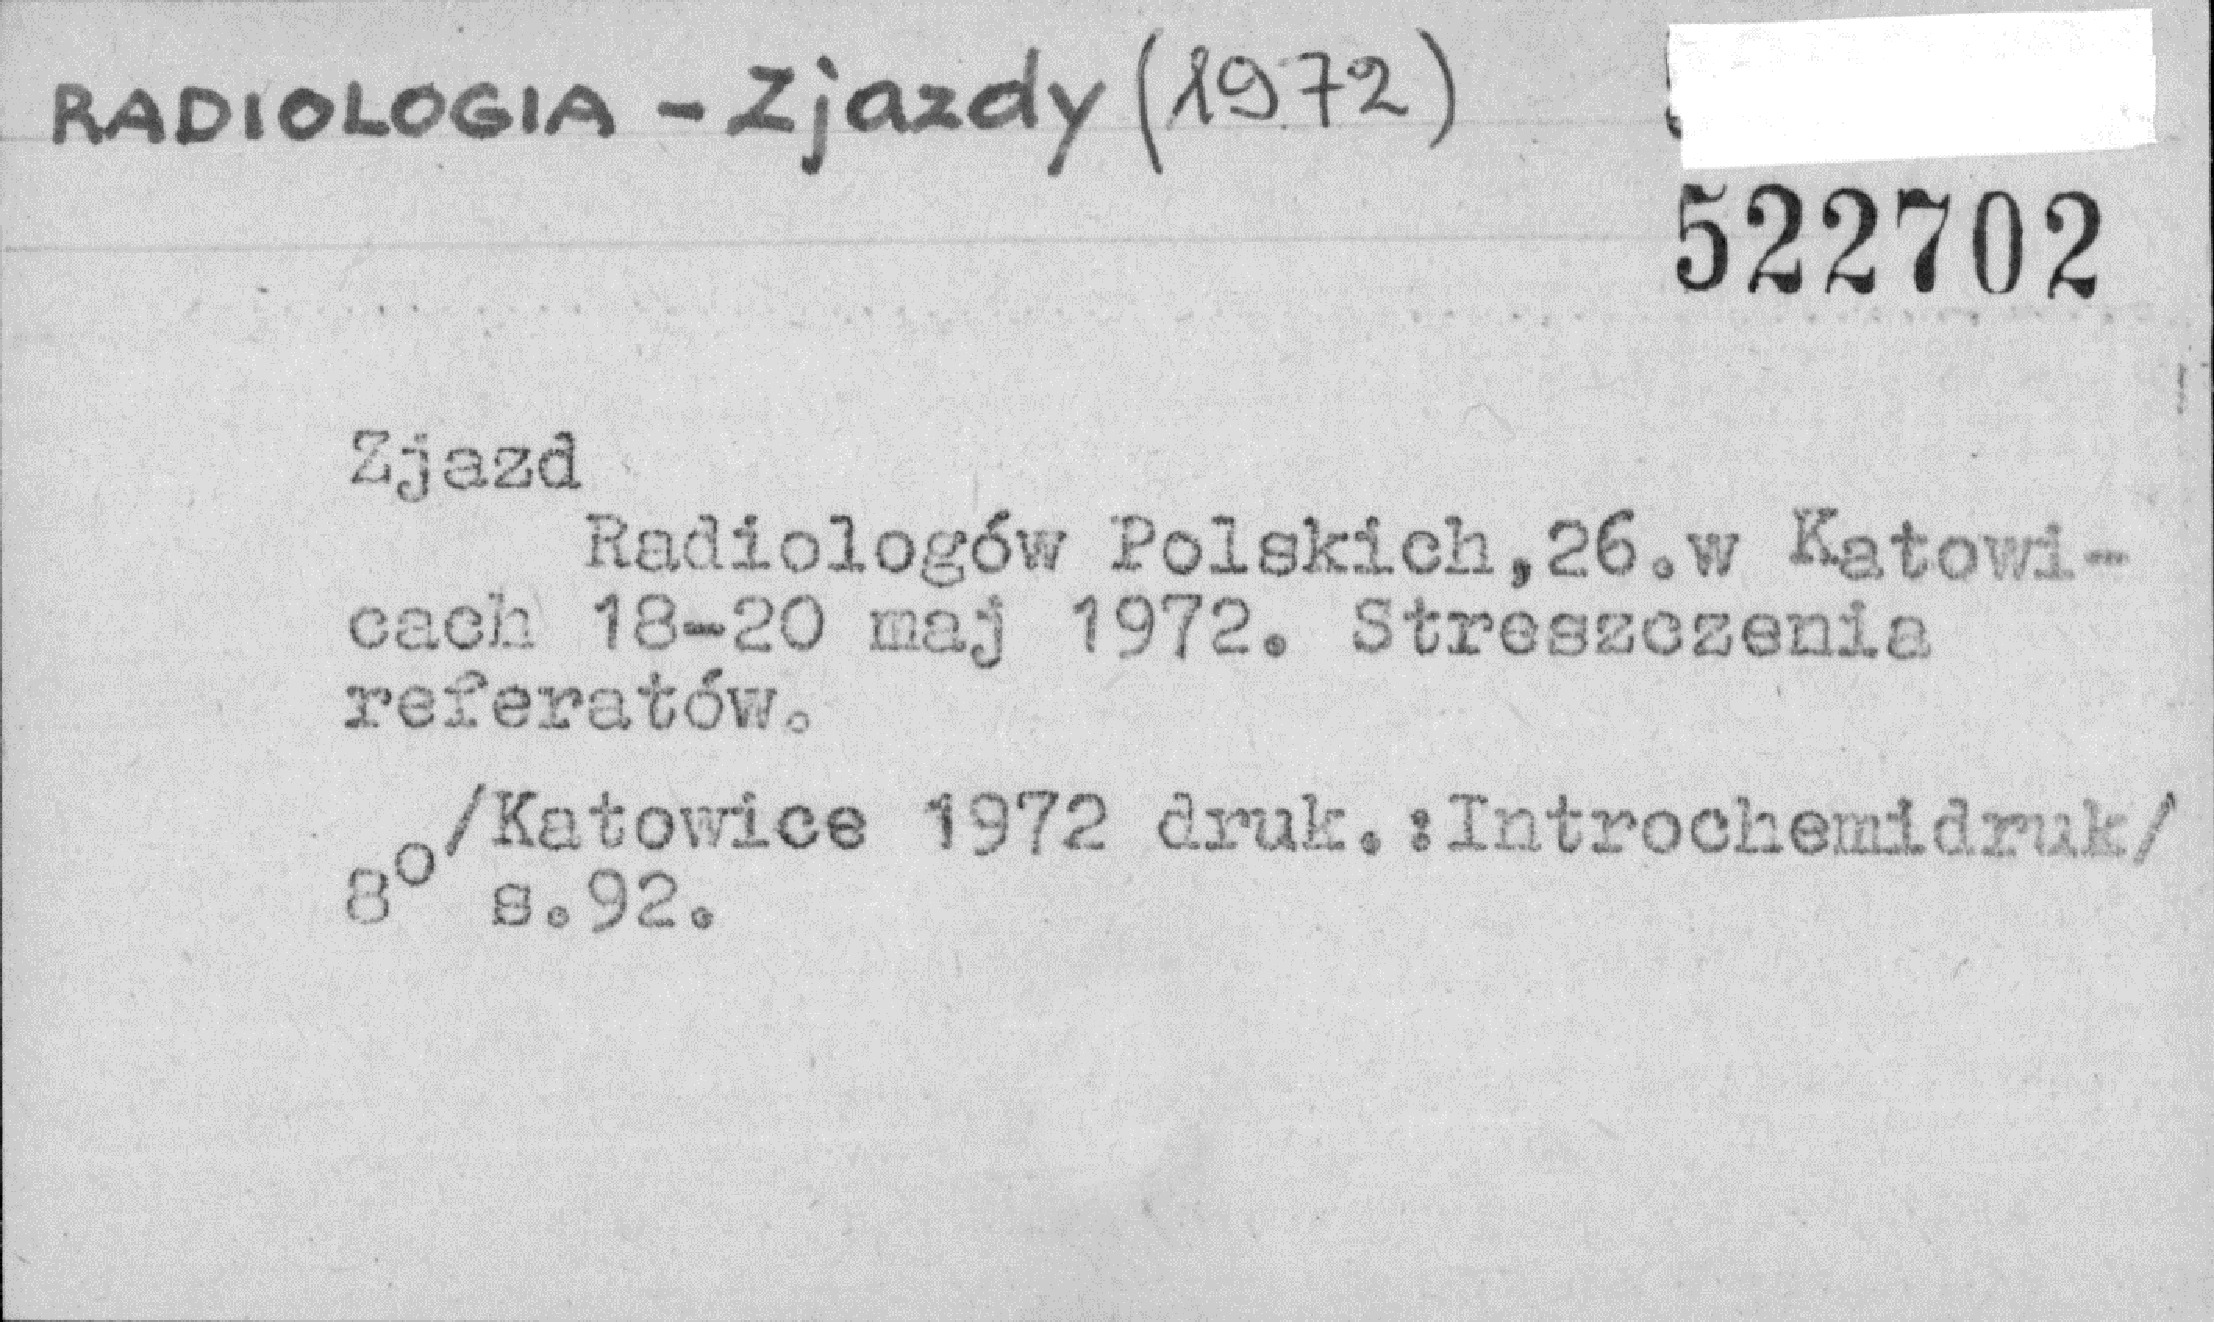 RADIOLOGIA - Zjazdy (1972)
522702
Zjazd
Radiologów Polskich,26.w Katowi-
cach 18-20 maj 1972. Streszczenia
referatów.
/Katowice 1972 druk.:Introchemidruk/
8° s.92.